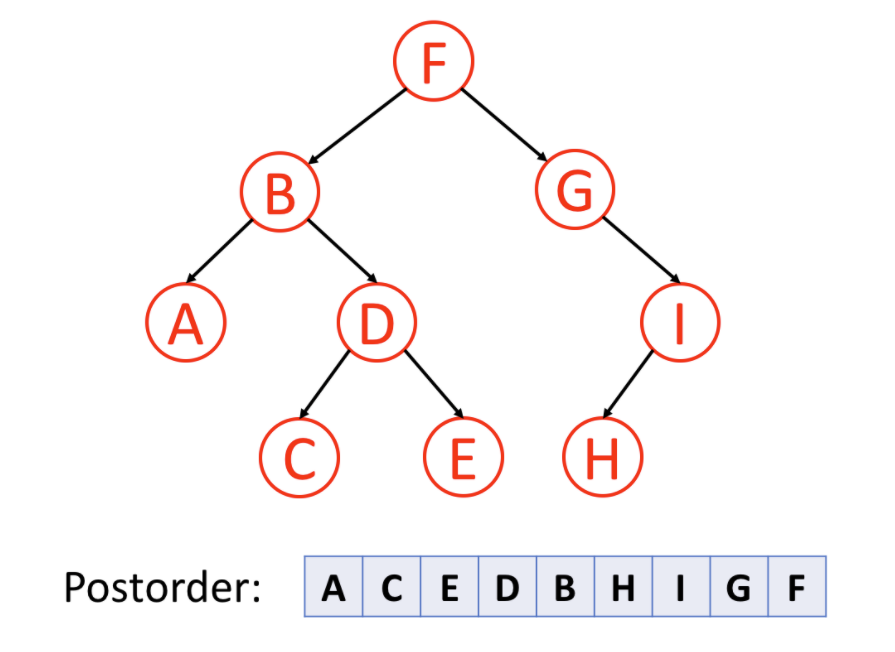 F
B G
A D I
C E H
Postorder: A C E D B H I G F